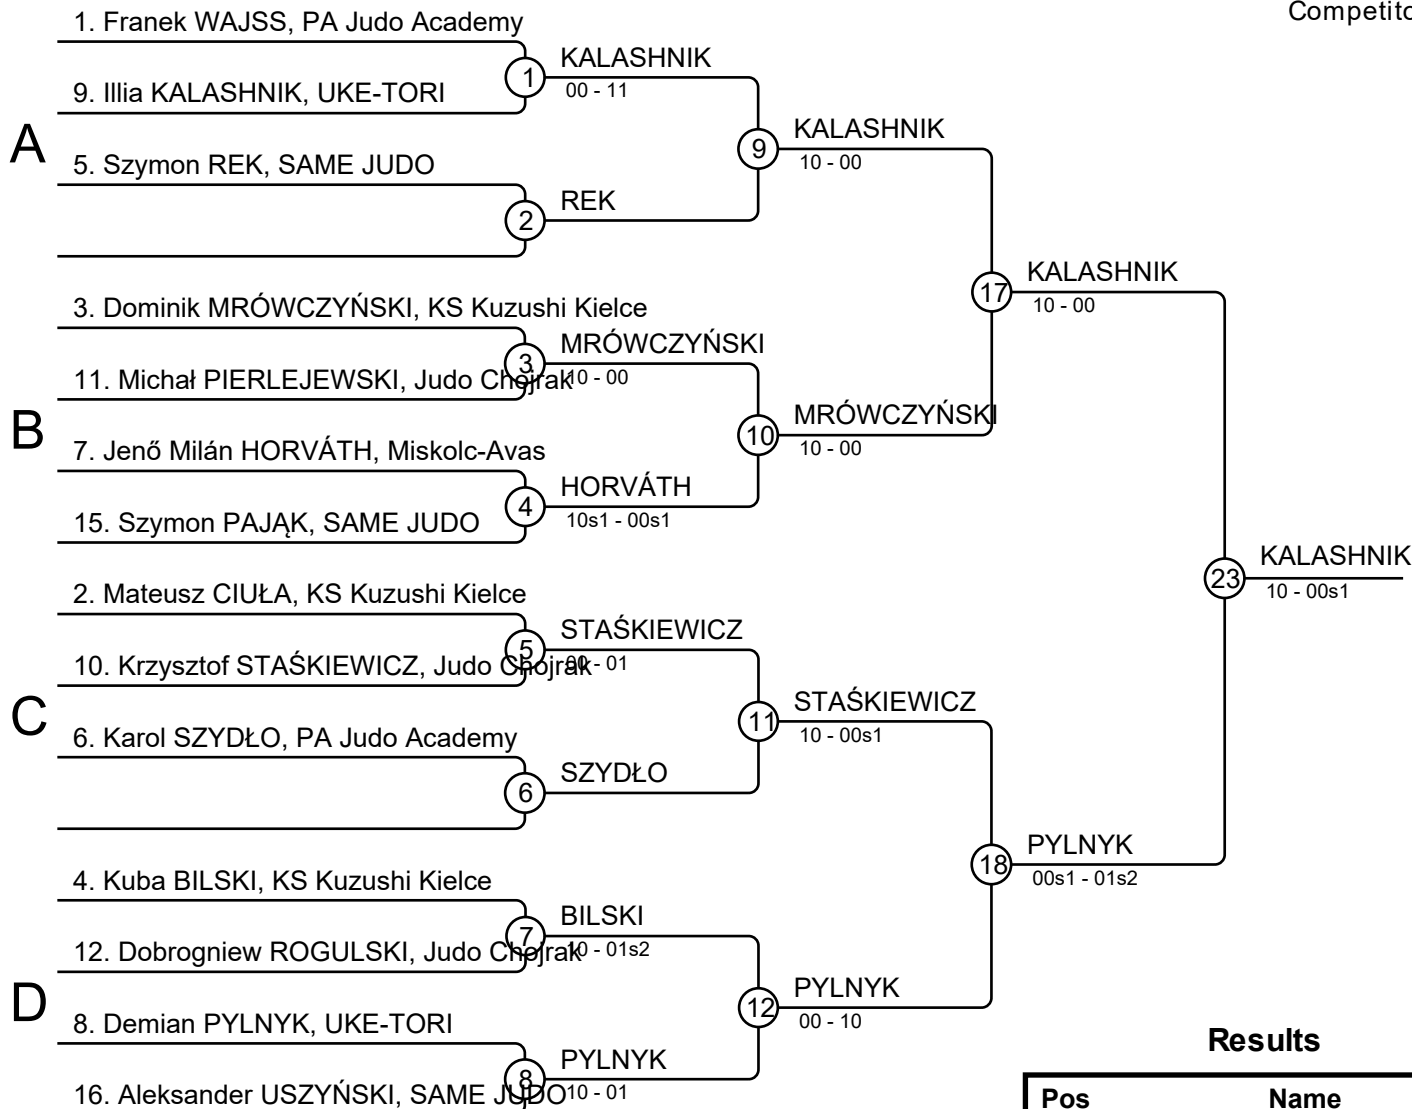 Competito
1. Franek WAJSS, PA Judo Academy
1
KALASHNIK
00 - 11
9. Illia KALASHNIK, UKE-TORI
A
9
KALASHNIK
10 - 00
5. Szymon REK, SAME JUDO
2
REK
17
KALASHNIK
10 - 00
3. Dominik MRÓWCZYŃSKI, KS Kuzushi Kielce
3
MRÓWCZYŃSKI
10 - 00
11. Michał PIERLEJEWSKI, Judo Chojrak
B
10
MRÓWCZYŃSKI
10 - 00
7. Jenő Milán HORVÁTH, Miskolc-Avas
4
HORVÁTH
10s1 - 00s1
15. Szymon PAJĄK, SAME JUDO
23
KALASHNIK
10 - 00s1
2. Mateusz CIUŁA, KS Kuzushi Kielce
5
STAŚKIEWICZ
00 - 01
10. Krzysztof STAŚKIEWICZ, Judo Chojrak
C
11
STAŚKIEWICZ
10 - 00s1
6. Karol SZYDŁO, PA Judo Academy
6
SZYDŁO
18
PYLNYK
00s1 - 01s2
4. Kuba BILSKI, KS Kuzushi Kielce
7
BILSKI
10 - 01s2
12. Dobrogniew ROGULSKI, Judo Chojrak
D
12
PYLNYK
00 - 10
8. Demian PYLNYK, UKE-TORI
8
PYLNYK
10 - 01
16. Aleksander USZYŃSKI, SAME JUDO
Results
Pos Name